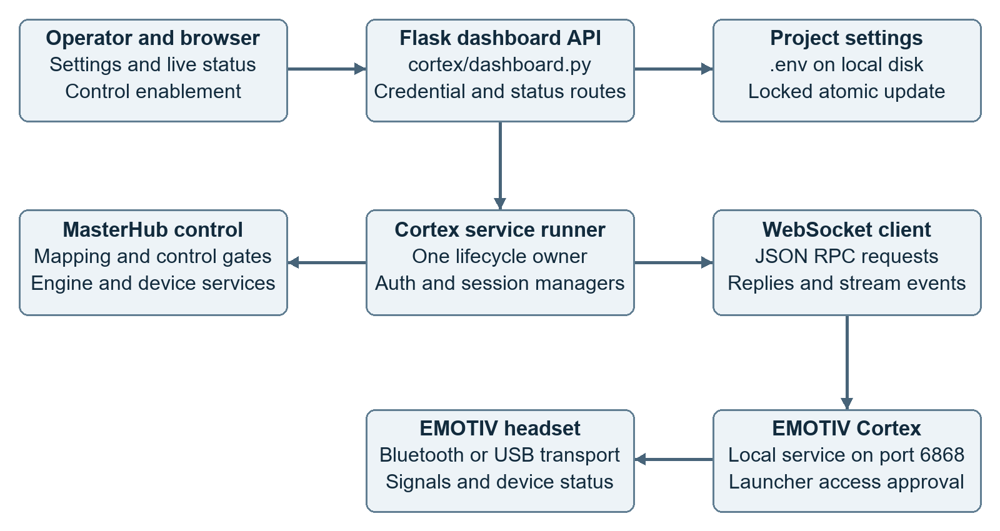 Operator and browser
Settings and live status
Control enablement
Flask dashboard API
cortex/dashboard.py
Credential and status routes
Project settings
.env on local disk
Locked atomic update
MasterHub control
Mapping and control gates
Engine and device services
Cortex service runner
One lifecycle owner
Auth and session managers
WebSocket client
JSON RPC requests
Replies and stream events
EMOTIV headset
Bluetooth or USB transport
Signals and device status
EMOTIV Cortex
Local service on port 6868
Launcher access approval